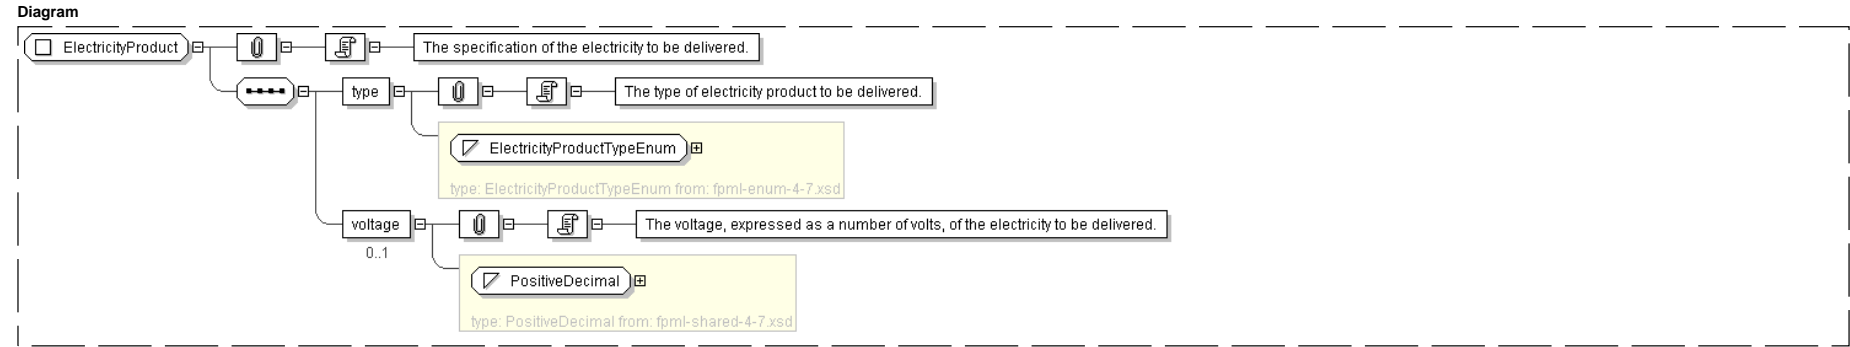 Diagram
ElectricityProduct
The specification of the electricity to be delivered.
type
The type of electricity product to be delivered.
ElectricityProductTypeEnum
type: ElectricityProductTypeEnum from: fpml-enum-4-7.xsd
voltage
The voltage, expressed as a number of volts, of the electricity to be delivered.
0..1
PositiveDecimal
type: PositiveDecimal from: fpml-shared-4-7.xsd